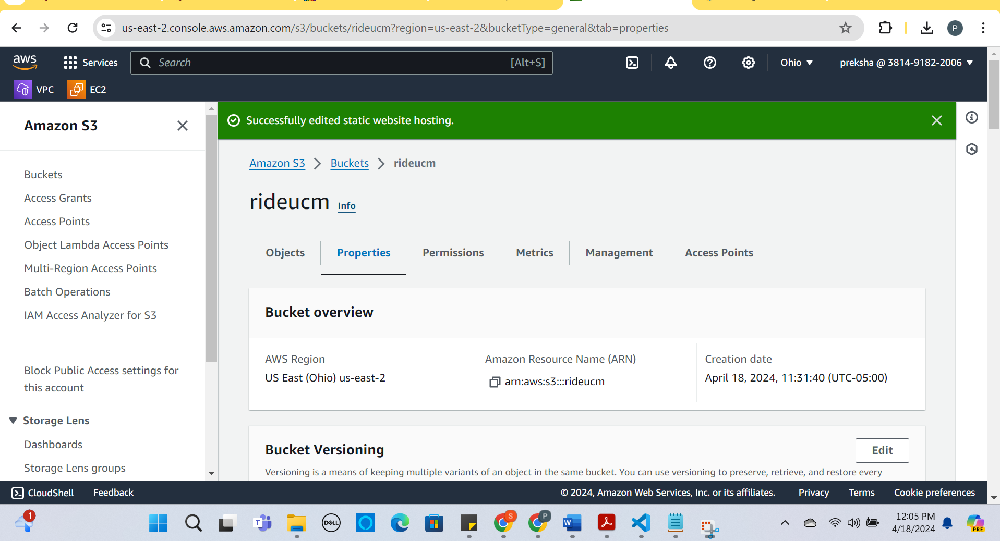 us-east-2.console.aws.amazon.com/s3/buckets/rideucm?region=us-east-2&bucketType=general&tab=properties
P
aws
Services
Search
[Alt+S]
Ohio
preksha @ 3814-9182-2006
VPC
EC2
Amazon S3
Buckets
Access Grants
Access Points
Object Lambda Access Points
Multi-Region Access Points
Batch Operations
IAM Access Analyzer for S3
Block Public Access settings for
this account
Storage Lens
Dashboards
Storage Lens groups
Successfully edited static website hosting.
Amazon S3 > Buckets > rideucm
rideucm Info
Objects
Properties
Permissions
Metrics
Management
Access Points
Bucket overview
AWS Region
US East (Ohio) us-east-2
Amazon Resource Name (ARN)
arn:aws:s3:::rideucm
Creation date
April 18, 2024, 11:31:40 (UTC-05:00)
Bucket Versioning
Edit
Versioning is a means of keeping multiple variants of an object in the same bucket. You can use versioning to preserve, retrieve, and restore every
CloudShell
Feedback
© 2024, Amazon Web Services, Inc. or its affiliates.
Privacy
Terms
Cookie preferences
1
T
DELL
S
P
W
12:05 PM
4/18/2024
PRE